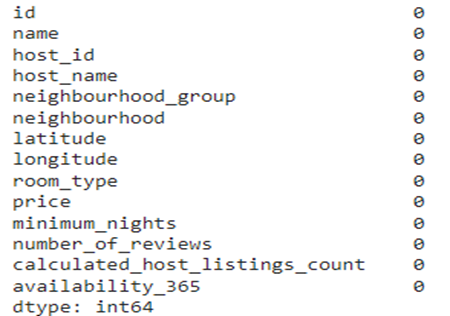 id 0
name 0
host_id 0
host_name 0
neighbourhood_group 0
neighbourhood 0
latitude 0
longitude 0
room_type 0
price 0
minimum_nights 0
number_of_reviews 0
calculated_host_listings_count 0
availability_365 0
dtype: int64